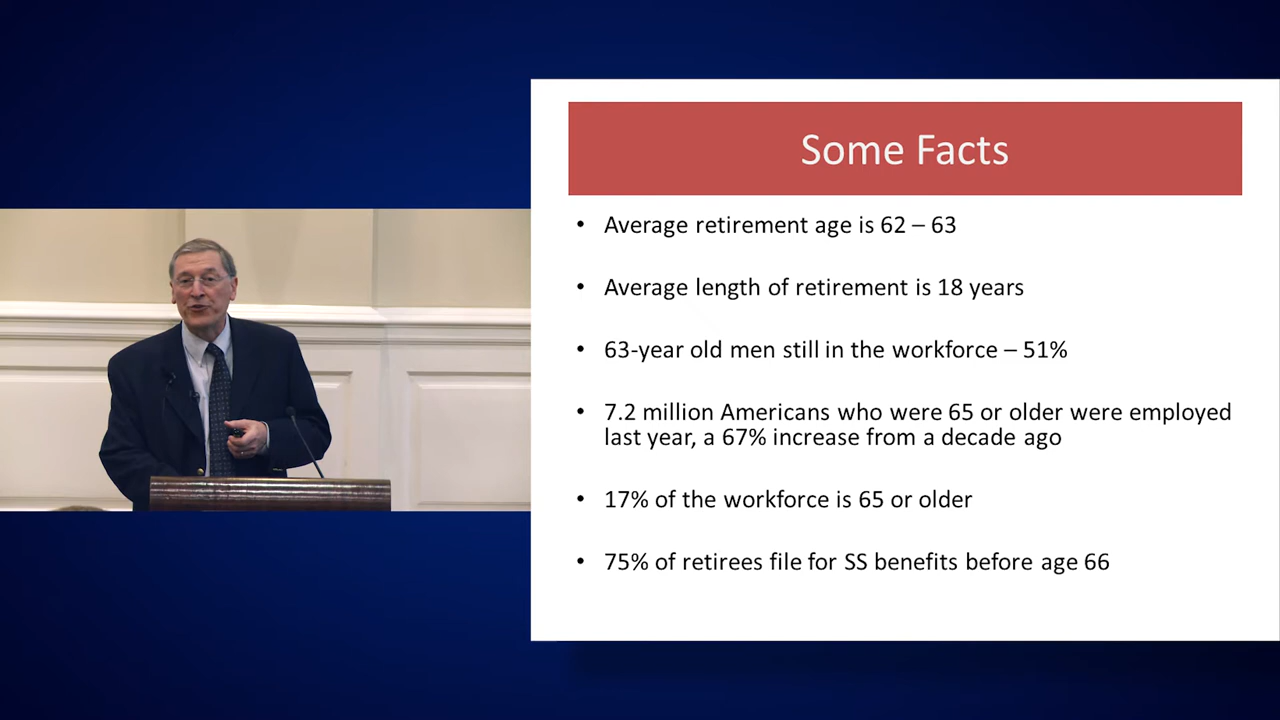 Some Facts
• Average retirement age is 62 – 63
• Average length of retirement is 18 years
• 63-year old men still in the workforce – 51%
• 7.2 million Americans who were 65 or older were employed
last year, a 67% increase from a decade ago
• 17% of the workforce is 65 or older
• 75% of retirees file for SS benefits before age 66